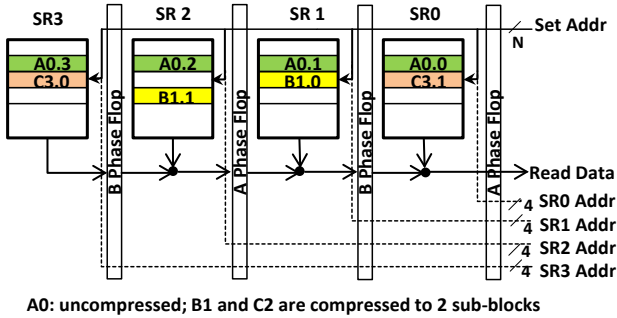 SR3 SR 2 SR 1 SR0
Set Addr
N
A0.3 A0.2 A0.1 A0.0
C3.0 B1.0 C3.1
B1.1
B Phase Flop
A Phase Flop
B Phase Flop
A Phase Flop
Read Data
4 SR0 Addr
4 SR1 Addr
4 SR2 Addr
4 SR3 Addr
A0: uncompressed; B1 and C2 are compressed to 2 sub-blocks